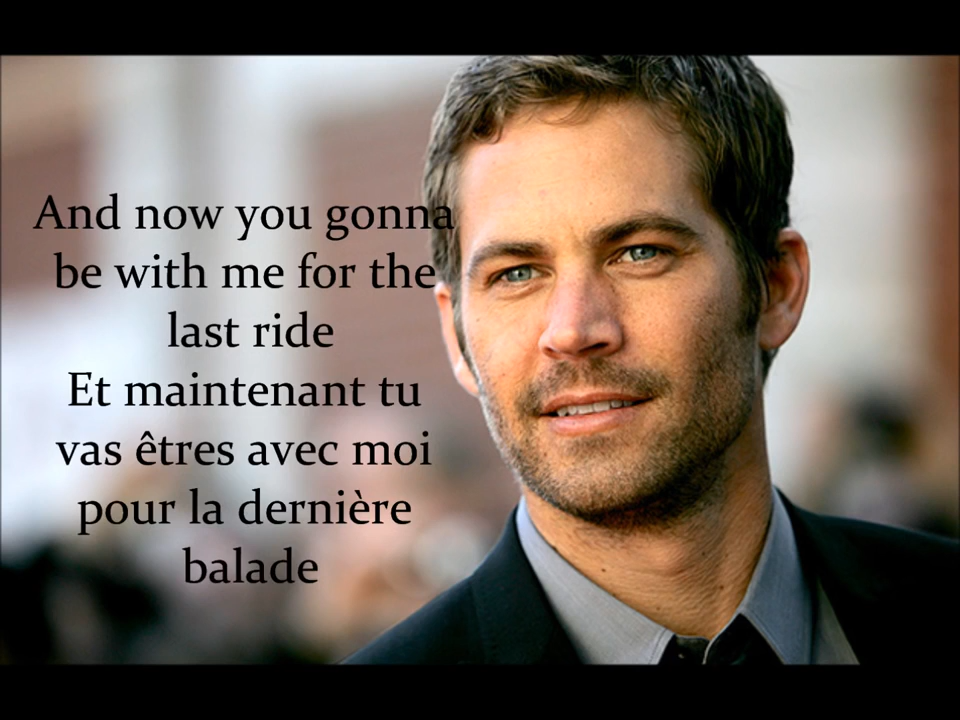 And now you gonna
be with me for the
last ride
Et maintenant tu
vas êtres avec moi
pour la dernière
balade